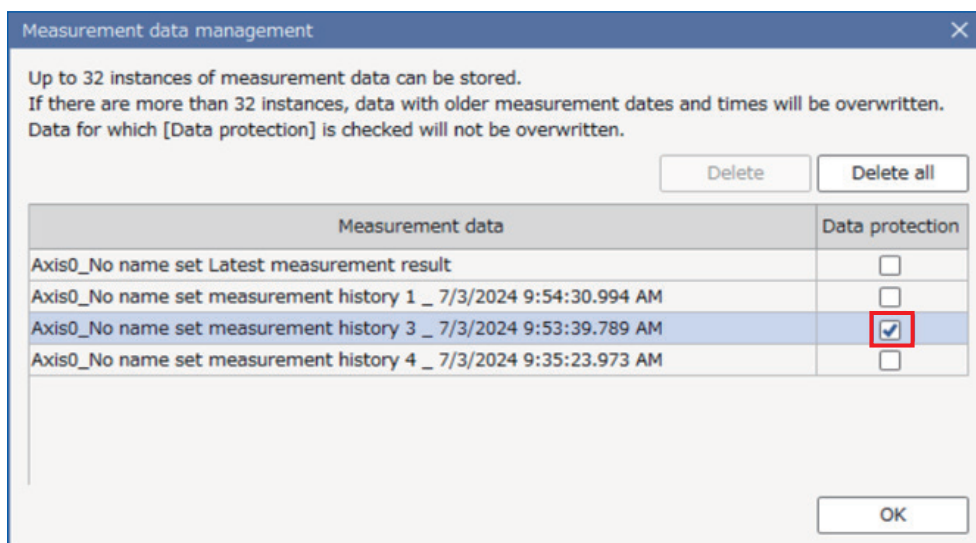 Measurement data management
Up to 32 instances of measurement data can be stored.
If there are more than 32 instances, data with older measurement dates and times will be overwritten.
Data for which [Data protection] is checked will not be overwritten.
Delete
Delete all
Measurement data
Data protection
Axis0_No name set Latest measurement result
Axis0_No name set measurement history 1 _ 7/3/2024 9:54:30.994 AM
Axis0_No name set measurement history 3 _ 7/3/2024 9:53:39.789 AM
Axis0_No name set measurement history 4 _ 7/3/2024 9:35:23.973 AM
OK